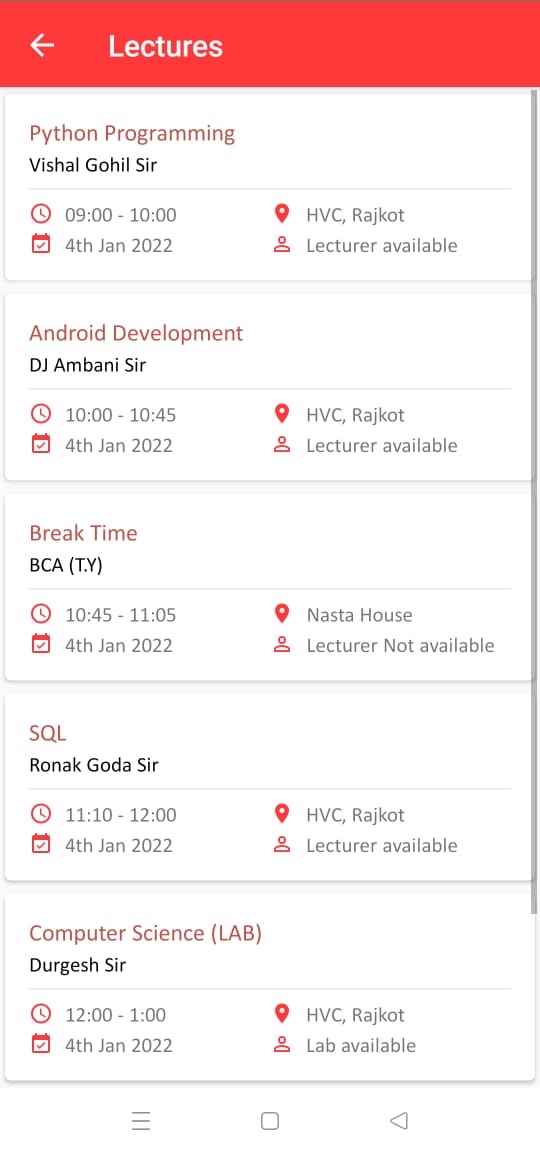 Lectures
Python Programming
Vishal Gohil Sir
09:00 - 10:00
HVC, Rajkot
4th Jan 2022
Lecturer available
Android Development
DJ Ambani Sir
10:00 - 10:45
HVC, Rajkot
4th Jan 2022
Lecturer available
Break Time
BCA (T.Y)
10:45 - 11:05
Nasta House
4th Jan 2022
Lecturer Not available
SQL
Ronak Goda Sir
11:10 - 12:00
HVC, Rajkot
4th Jan 2022
Lecturer available
Computer Science (LAB)
Durgesh Sir
12:00 - 1:00
HVC, Rajkot
4th Jan 2022
Lab available